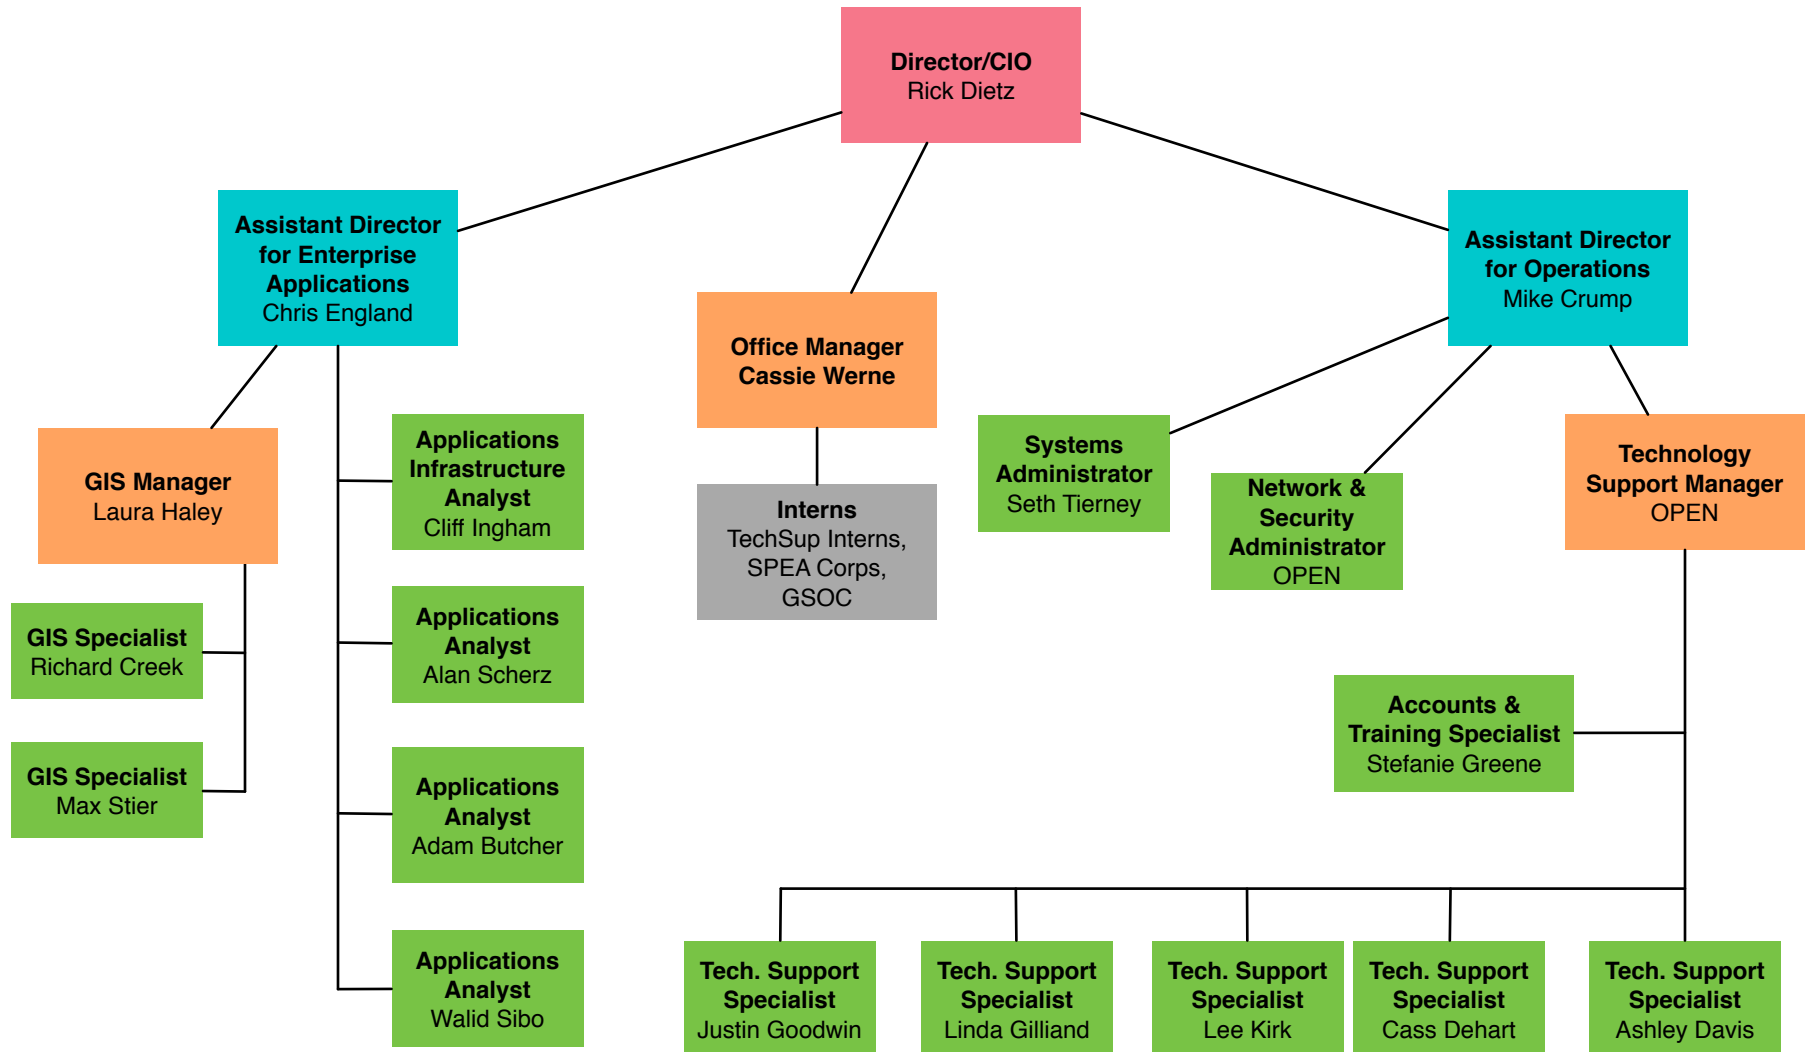 Director/CIO
Rick Dietz
Assistant Director
for Enterprise
Applications
Chris England
Assistant Director
for Operations
Mike Crump
Office Manager
Cassie Werne
GIS Manager
Laura Haley
Applications
Infrastructure
Analyst
Cliff Ingham
Interns
TechSup Interns,
SPEA Corps,
GSOC
Systems
Administrator
Seth Tierney
Network &
Security
Administrator
OPEN
Technology
Support Manager
OPEN
GIS Specialist
Richard Creek
Applications
Analyst
Alan Scherz
Accounts &
Training Specialist
Stefanie Greene
GIS Specialist
Max Stier
Applications
Analyst
Adam Butcher
Applications
Analyst
Walid Sibo
Tech. Support
Specialist
Justin Goodwin
Tech. Support
Specialist
Linda Gilliand
Tech. Support
Specialist
Lee Kirk
Tech. Support
Specialist
Cass Dehart
Tech. Support
Specialist
Ashley Davis